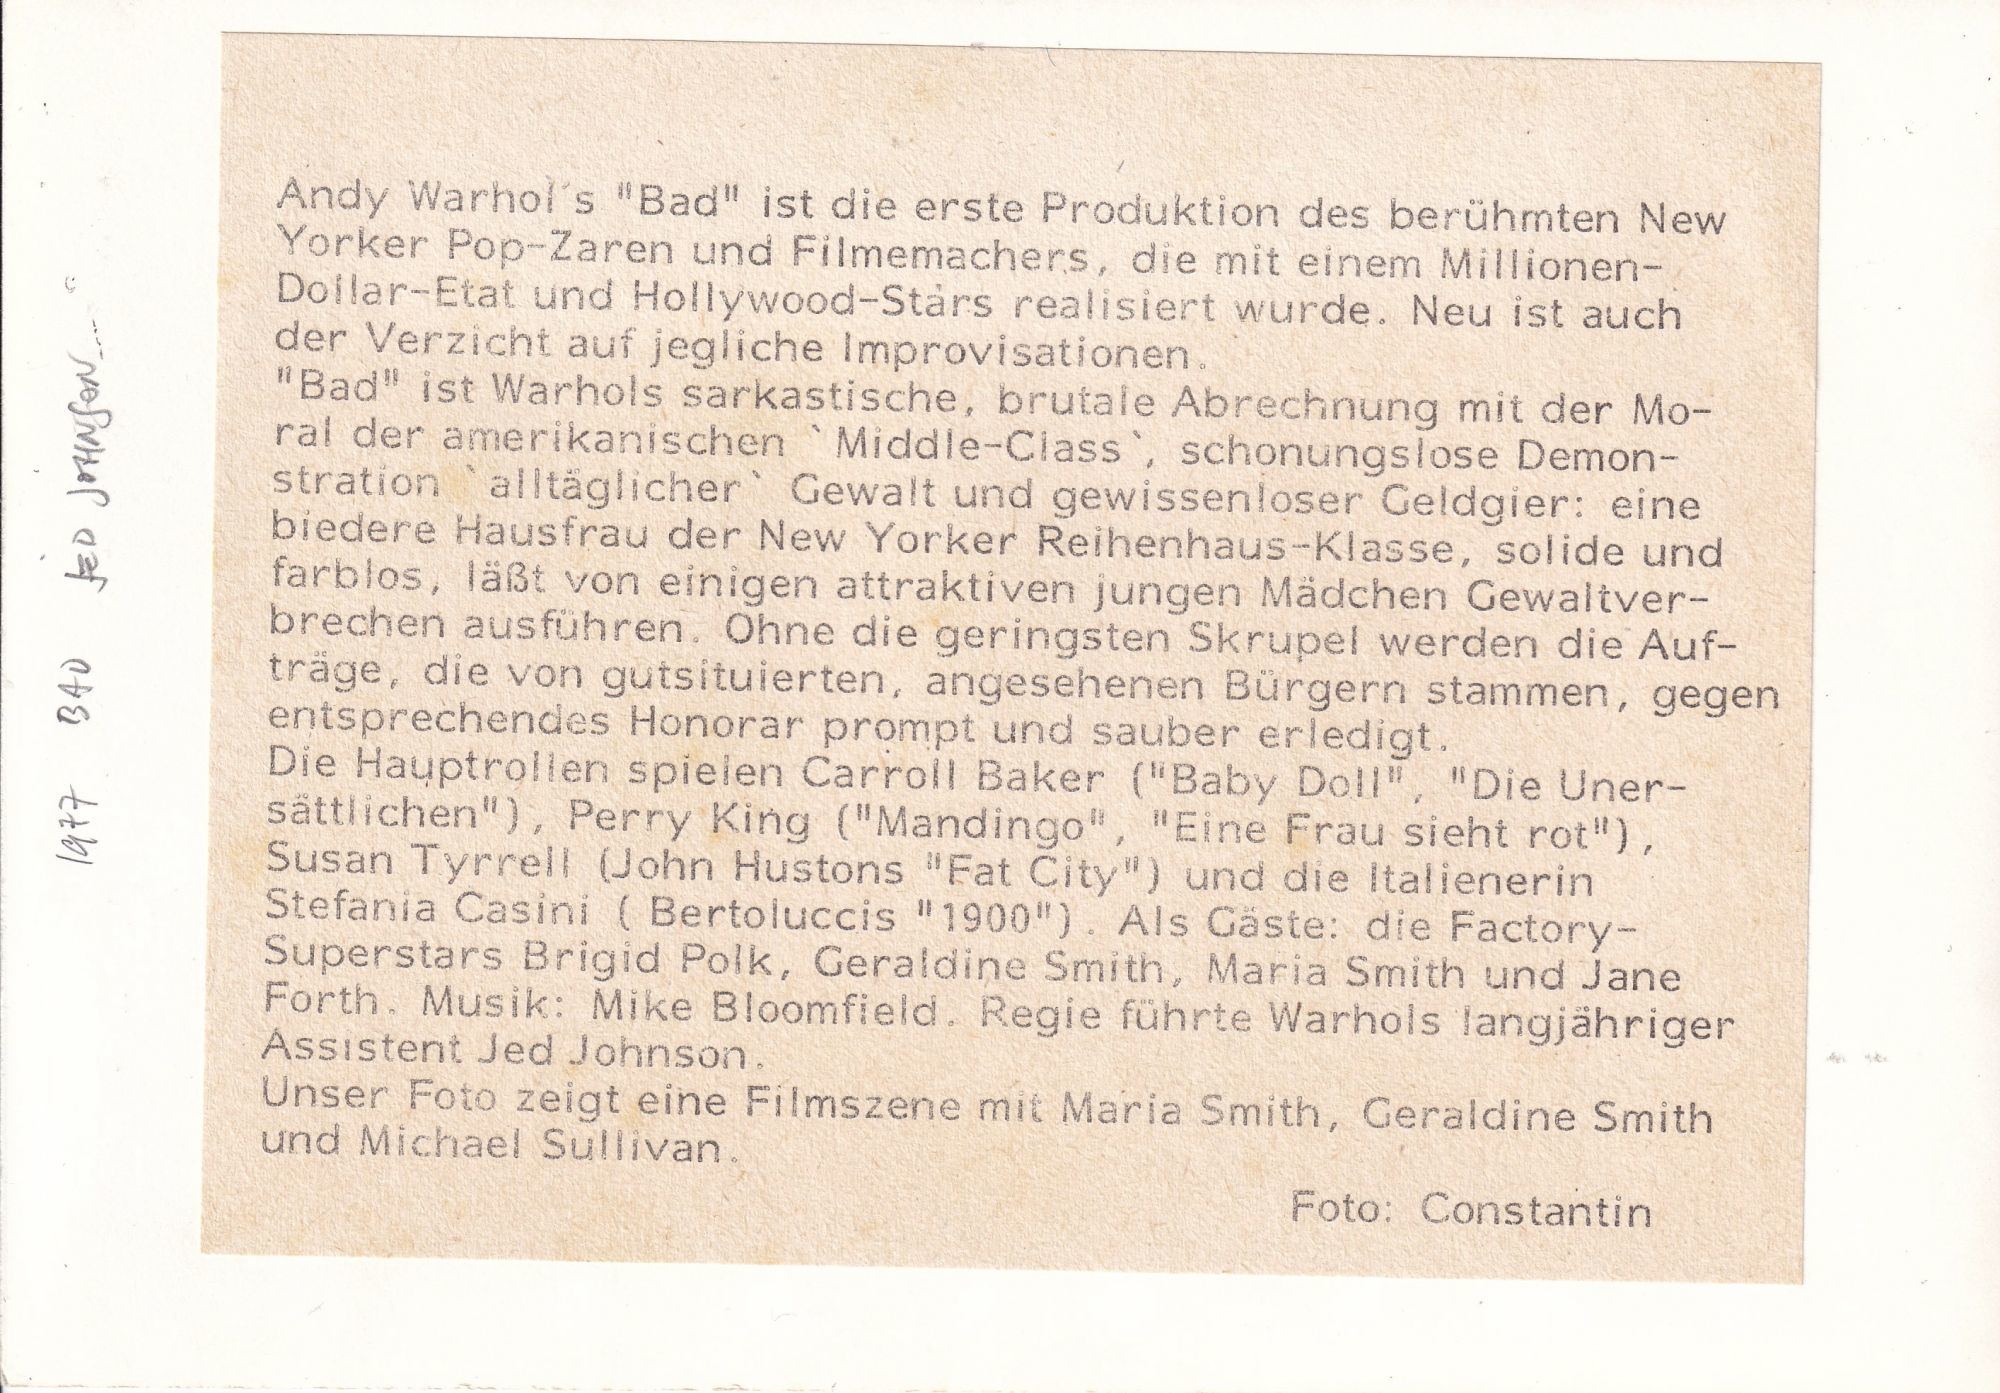 Andy Warhol´s "Bad" ist die erste Produktion des berühmten New
Yorker Pop-Zaren und Filmemachers, die mit einem Millionen-
Dollar-Etat und Hollywood-Stars realisiert wurde. Neu ist auch
der Verzicht auf jegliche Improvisationen.
"Bad" ist Warhols sarkastische, brutale Abrechnung mit der Mo-
ral der amerikanischen `Middle-Class`, schonungslose Demon-
stration `alltäglicher` Gewalt und gewissenloser Geldgier: eine
biedere Hausfrau der New Yorker Reihenhaus-Klasse, solide und
farblos, läßt von einigen attraktiven jungen Mädchen Gewaltver-
brechen ausführen. Ohne die geringsten Skrupel werden die Auf-
träge, die von gutsituierten, angesehenen Bürgern stammen, gegen
entsprechendes Honorar prompt und sauber erledigt.
Die Hauptrollen spielen Carroll Baker ("Baby Doll", "Die Uner-
sättlichen"), Perry King ("Mandingo", "Eine Frau sieht rot"),
Susan Tyrrell (John Hustons "Fat City") und die Italienerin
Stefania Casini ( Bertoluccis "1900"). Als Gäste: die Factory-
Superstars Brigid Polk, Geraldine Smith, Maria Smith und Jane
Forth. Musik: Mike Bloomfield. Regie führte Warhols langjähriger
Assistent Jed Johnson.
Unser Foto zeigt eine Filmszene mit Maria Smith, Geraldine Smith
und Michael Sullivan.
Foto: Constantin
1977 BAD JED JOHNSON